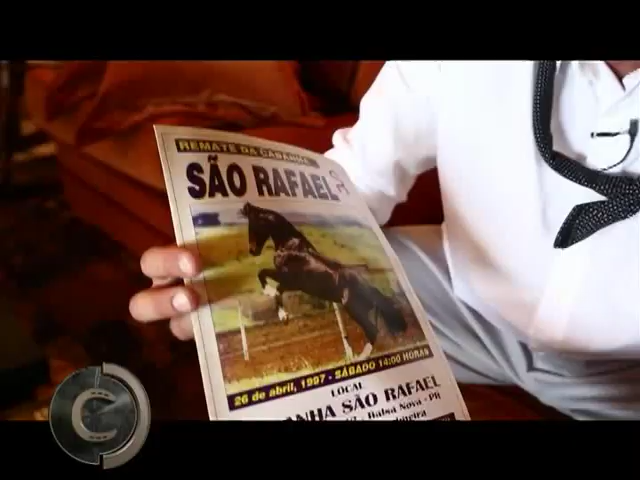 REMATE DA CABANHA
SÃO RAFAEL
26 de abril, 1997 - SÁBADO 14:00 HORAS
LOCAL
ANHA SÃO RAFAEL
Balsa Nova - PR